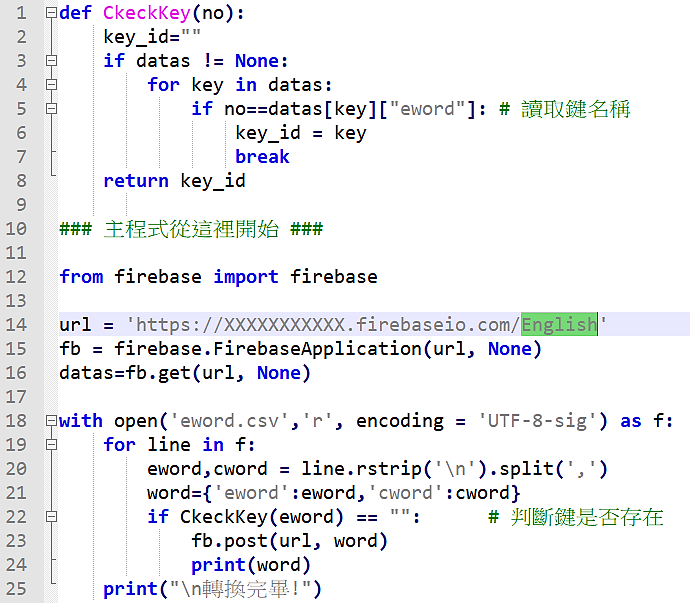 1 def CkeckKey(no):
2     key_id=""
3     if datas != None:
4         for key in datas:
5             if no==datas[key]["eword"]: # 讀取鍵名稱
6                 key_id = key
7                 break
8     return key_id
9
10 ### 主程式從這裡開始 ###
11
12 from firebase import firebase
13
14 url = 'https://XXXXXXXXXXX.firebaseio.com/English'
15 fb = firebase.FirebaseApplication(url, None)
16 datas=fb.get(url, None)
17
18 with open('eword.csv','r', encoding = 'UTF-8-sig') as f:
19     for line in f:
20         eword,cword = line.rstrip('\n').split(',')
21         word={'eword':eword,'cword':cword}
22         if CkeckKey(eword) == "":      # 判斷鍵是否存在
23             fb.post(url, word)
24             print(word)
25     print("\n轉換完畢!")